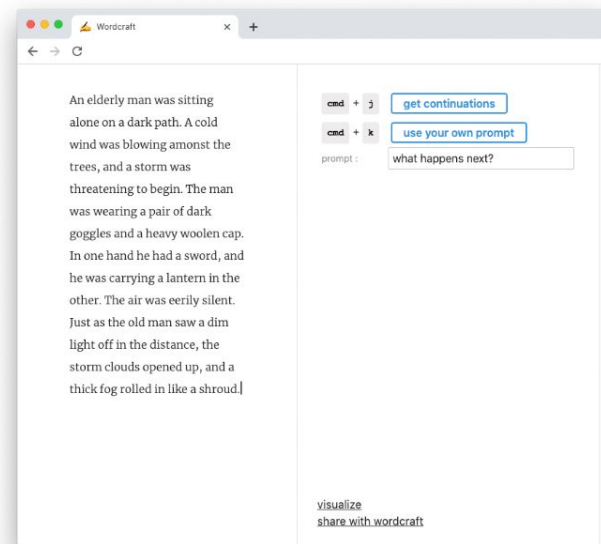 Wordcraft
An elderly man was sitting
alone on a dark path. A cold
wind was blowing amonst the
trees, and a storm was
threatening to begin. The man
was wearing a pair of dark
goggles and a heavy woolen cap.
In one hand he had a sword, and
he was carrying a lantern in the
other. The air was eerily silent.
Just as the old man saw a dim
light off in the distance, the
storm clouds opened up, and a
thick fog rolled in like a shroud.
cmd + j get continuations
cmd + k use your own prompt
prompt : what happens next?
visualize
share with wordcraft